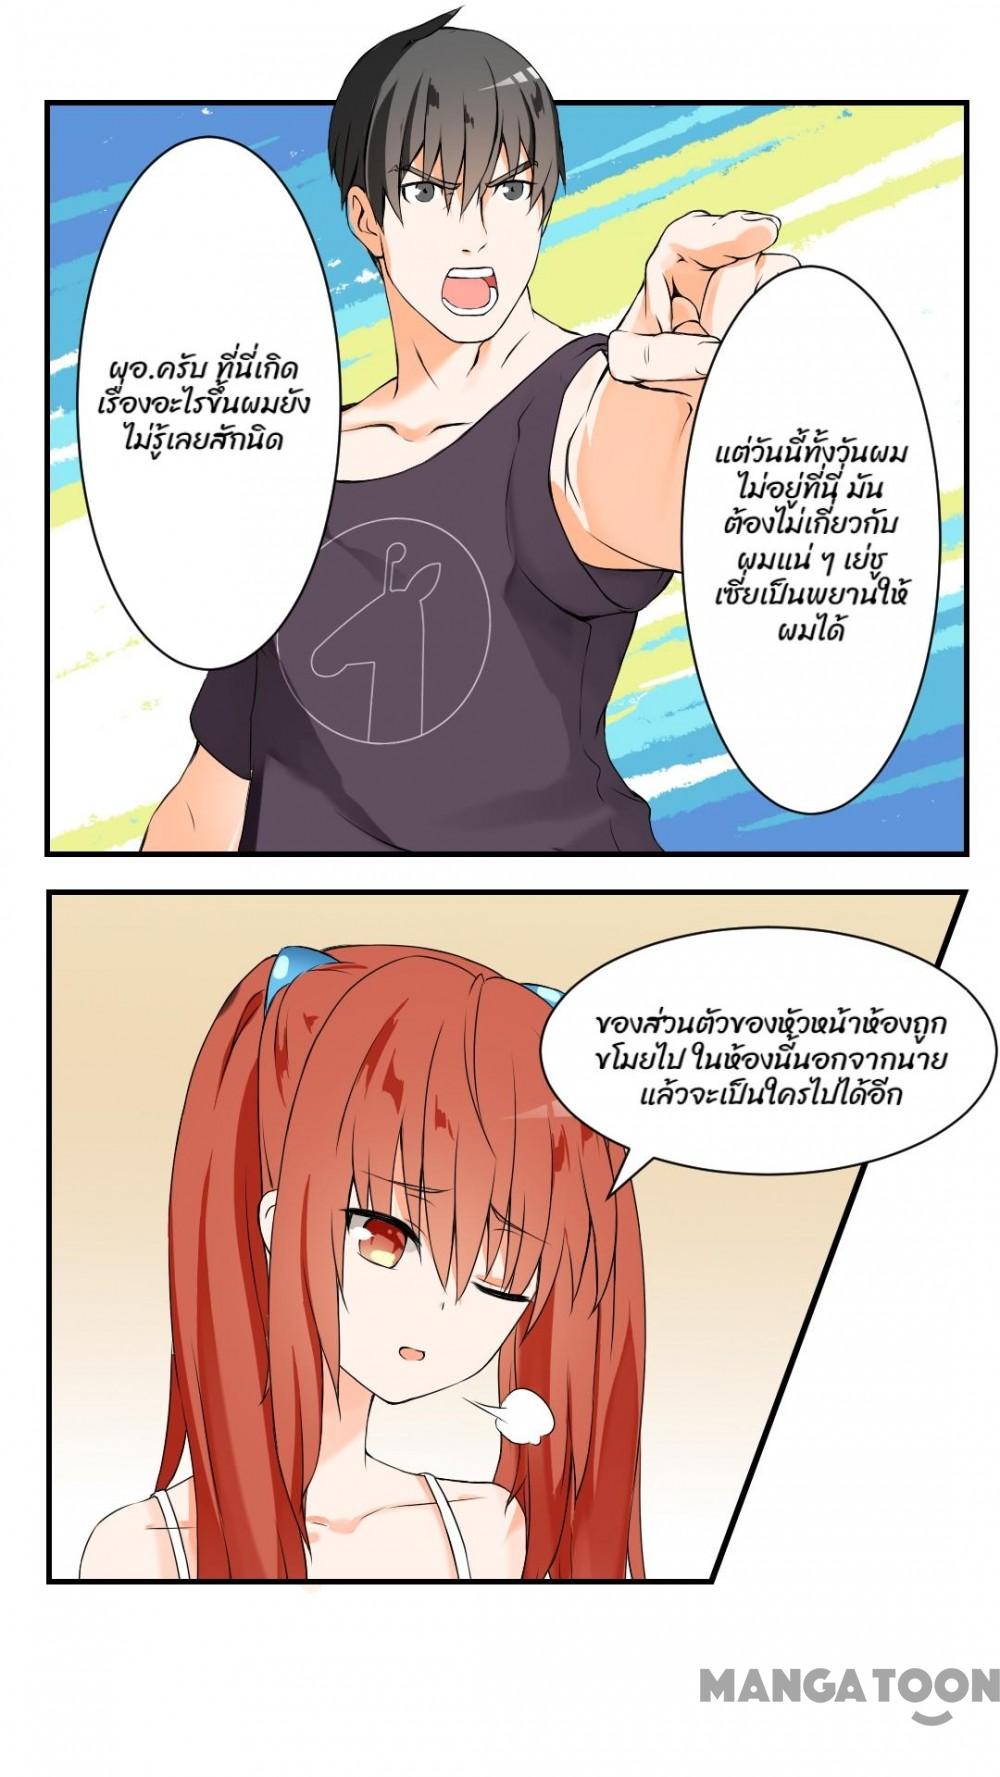 ผอ.ครับ ที่นี่เกิด
เรื่องอะไรขึ้นผมยัง
ไม่รู้เลยสักนิด
แต่วันนี้ทั้งวันผม
ไม่อยู่ที่นี่ มัน
ต้องไม่เกี่ยวกับ
ผมแน่ ๆ เย่ชู
เซี่ยเป็นพยานให้
ผมได้
ของส่วนตัวของหัวหน้าห้องถูก
ขโมยไป ในห้องนี้นอกจากนาย
แล้วจะเป็นใครไปได้อีก
MANGATOON